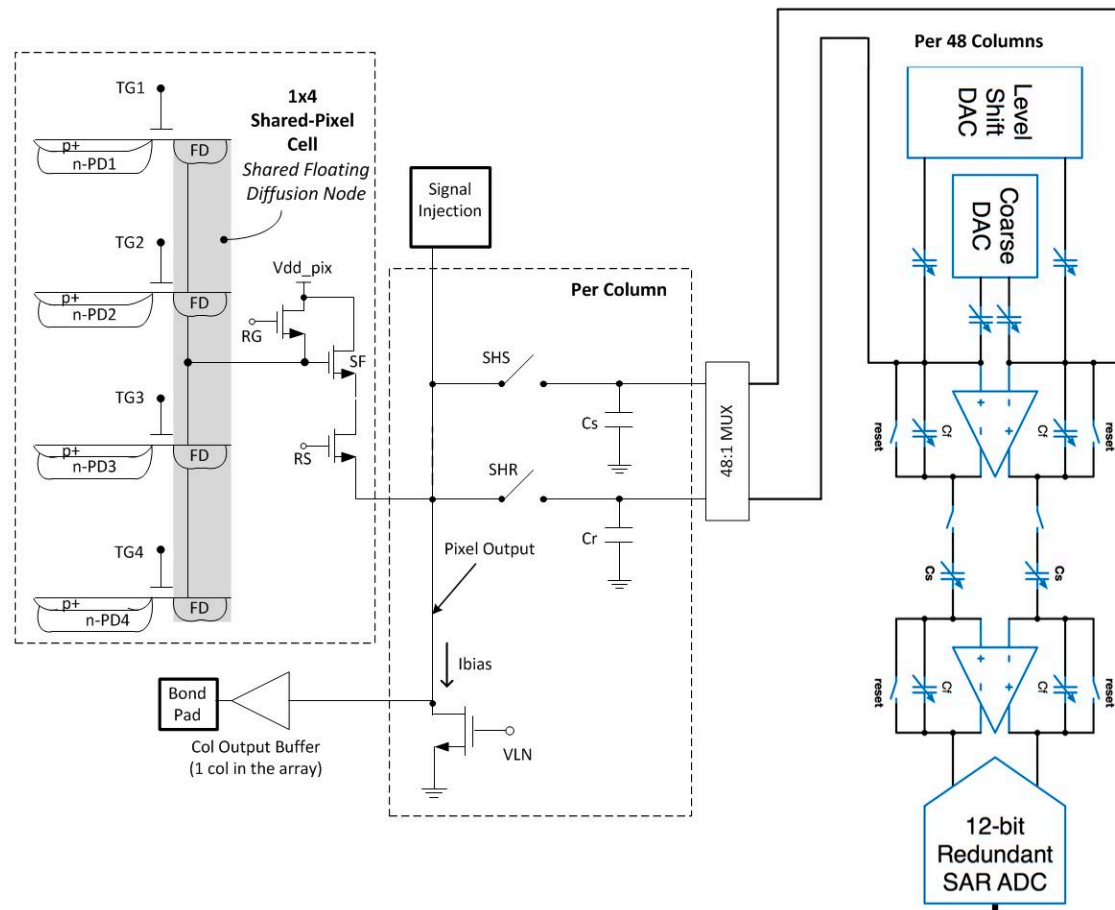 TG1
p+
n-PD1
FD
1x4
Shared-Pixel
Cell
Shared Floating
Diffusion Node
TG2
p+
n-PD2
FD
Vdd_pix
RG
SF
TG3
p+
n-PD3
FD
RS
TG4
p+
n-PD4
FD
Signal
Injection
Per Column
SHS
Cs
SHR
Cr
48:1 MUX
Pixel Output
Ibias
VLN
Bond
Pad
Col Output Buffer
(1 col in the array)
Per 48 Columns
Level
Shift
DAC
Coarse
DAC
reset
Cf
+
-
-
+
Cf
reset
Cs
Cs
reset
Cf
+
-
-
+
Cf
reset
12-bit
Redundant
SAR ADC